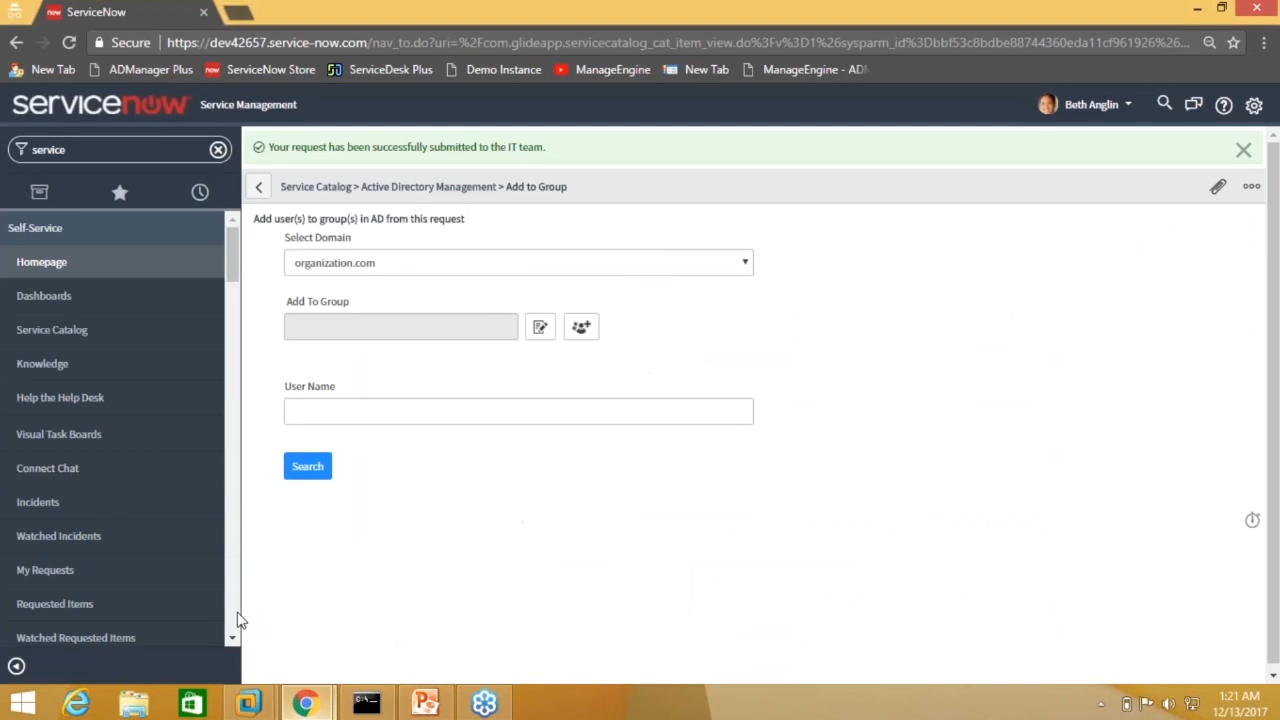 ServiceNow
Secure
https://dev42657.service-now.com/nav_to.do?uri=%2Fcom.glideapp.servicecatalog_cat_item_view.do%3Fv%3D1%26sysparm_id%3Dbbf53c8bdbe88744360eda11cf961926%26...
New Tab
ADManager Plus
now
ServiceNow Store
ServiceDesk Plus
Demo Instance
ManageEngine
New Tab
ManageEngine - ADM
servicenow
Service Management
Beth Anglin
service
Your request has been successfully submitted to the IT team.
Service Catalog > Active Directory Management > Add to Group
Self-Service
Homepage
Dashboards
Service Catalog
Knowledge
Help the Help Desk
Visual Task Boards
Connect Chat
Incidents
Watched Incidents
My Requests
Requested Items
Watched Requested Items
Add user(s) to group(s) in AD from this request
Select Domain
organization.com
Add To Group
User Name
Search
1:21 AM
12/13/2017